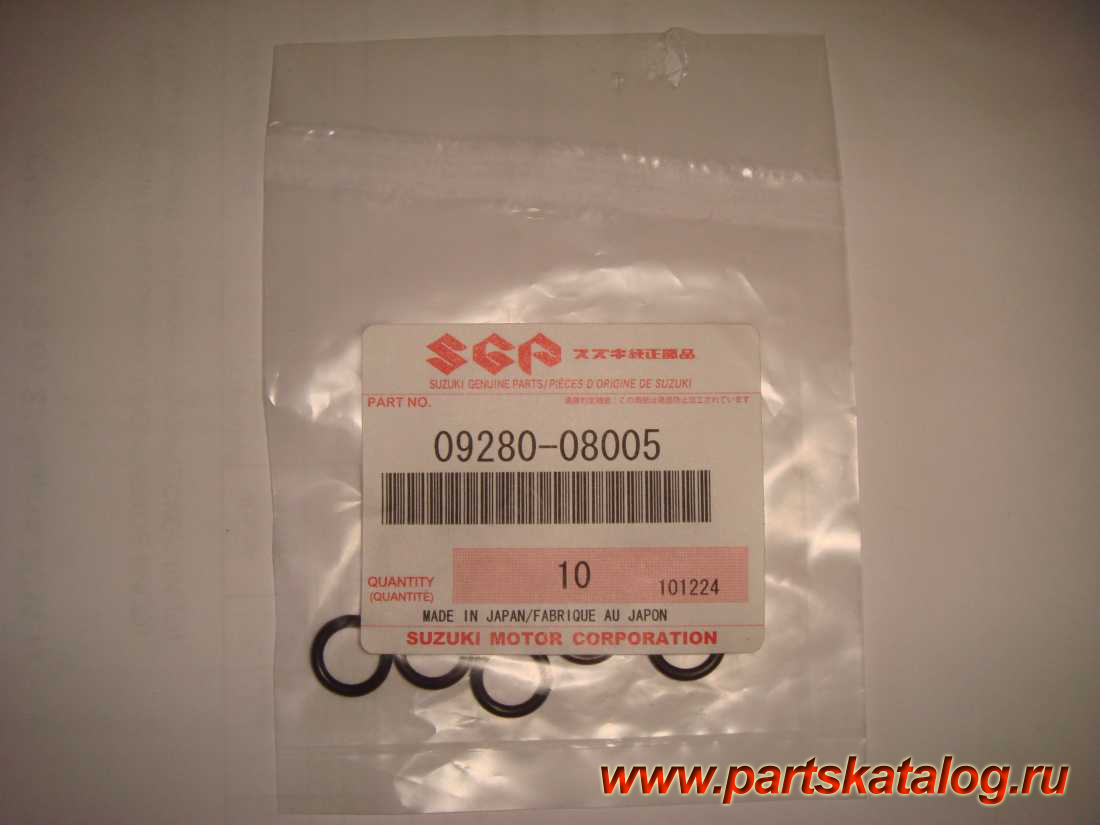 SGP スズキ純正部品
SUZUKI GENUINE PARTS/PIÈCES D'ORIGINE DE SUZUKI
PART NO.
09280-08005
QUANTITY
(QUANTITÉ)
10
101224
MADE IN JAPAN/FABRIQUE AU JAPON
SUZUKI MOTOR CORPORATION
www.partskatalog.ru